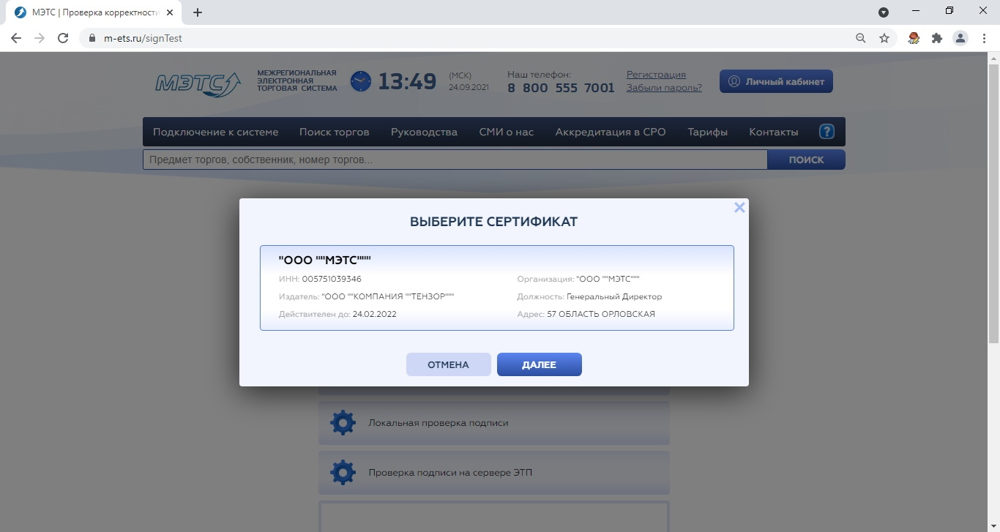 МЭТС | Проверка корректности
m-ets.ru/signTest
МЭТС
МЕЖРЕГИОНАЛЬНАЯ
ЭЛЕКТРОННАЯ
ТОРГОВАЯ СИСТЕМА
13:49
(МСК)
24.09.2021
Наш телефон:
8 800 555 7001
Регистрация
Забыли пароль?
Личный кабинет
Подключение к системе Поиск торгов Руководства СМИ о нас Аккредитация в СРО Тарифы Контакты ?
Предмет торгов, собственник, номер торгов... ПОИСК
ВЫБЕРИТЕ СЕРТИФИКАТ
"ООО ""МЭТС"""
ИНН: 005751039346 Организация: "ООО ""МЭТС"""
Издатель: "ООО ""КОМПАНИЯ ""ТЕНЗОР""" Должность: Генеральный Директор
Действителен до: 24.02.2022 Адрес: 57 ОБЛАСТЬ ОРЛОВСКАЯ
ОТМЕНА ДАЛЕЕ
Локальная проверка подписи
Проверка подписи на сервере ЭТП